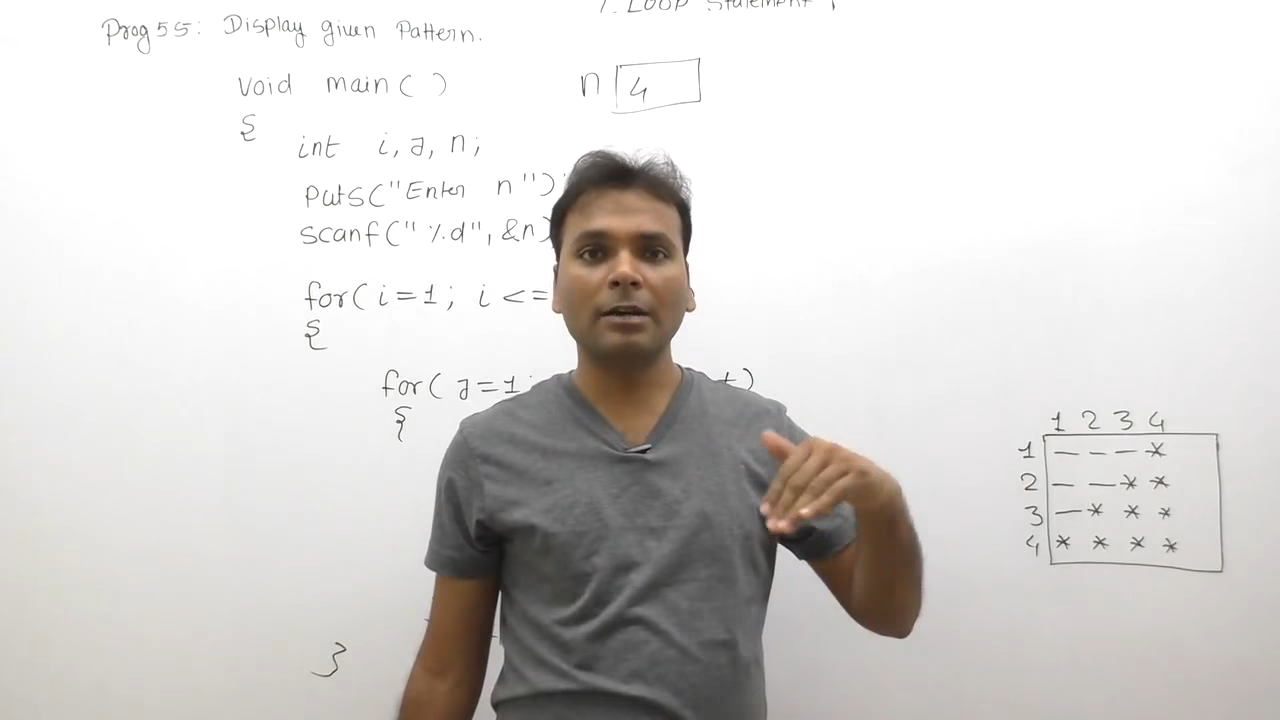 1. Loop Statement
Prog 55: Display given Pattern.
void main( )
n 4
{
int i, J, n;
puts("Enter n")
scanf("%d", &n)
for( i=1; i <=
{
for( J=1;
)
{
1 2 3 4
1 — — — *
2 — — * *
3 — * * *
4 * * * *
}